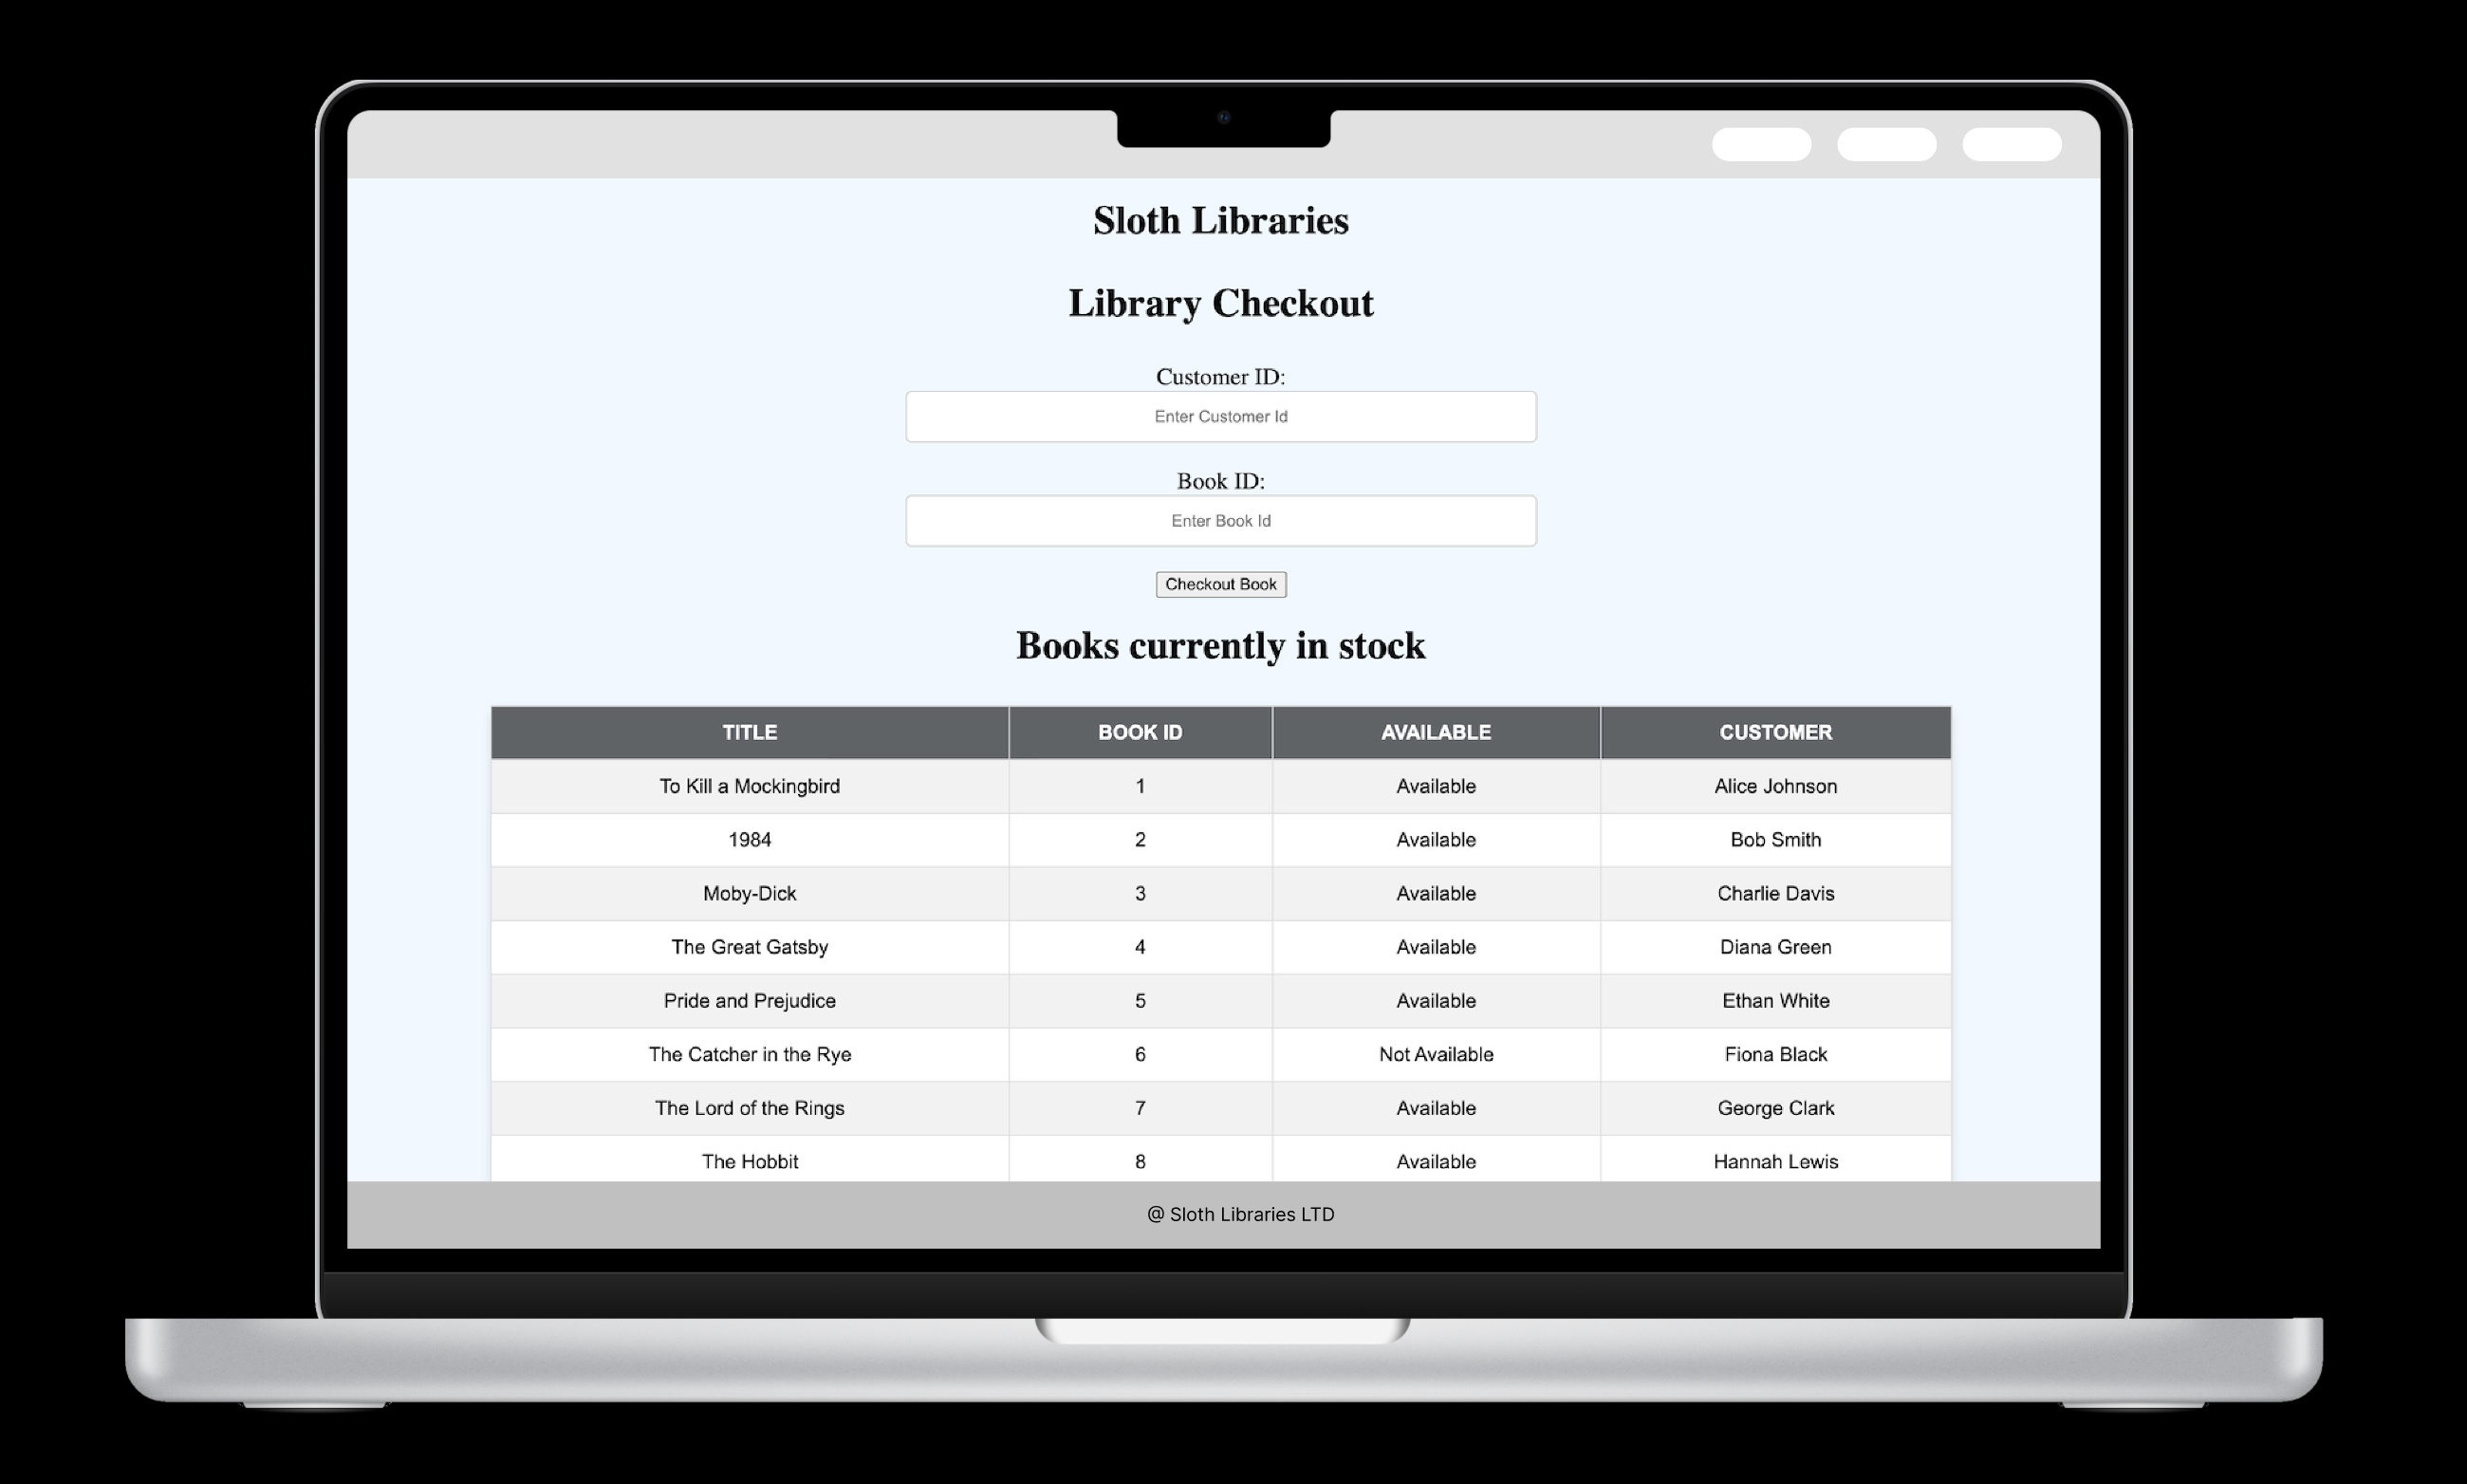 Sloth Libraries
Library Checkout
Customer ID:
Enter Customer Id
Book ID:
Enter Book Id
Checkout Book
Books currently in stock
TITLE BOOK ID AVAILABLE CUSTOMER
To Kill a Mockingbird 1 Available Alice Johnson
1984 2 Available Bob Smith
Moby-Dick 3 Available Charlie Davis
The Great Gatsby 4 Available Diana Green
Pride and Prejudice 5 Available Ethan White
The Catcher in the Rye 6 Not Available Fiona Black
The Lord of the Rings 7 Available George Clark
The Hobbit 8 Available Hannah Lewis
@ Sloth Libraries LTD